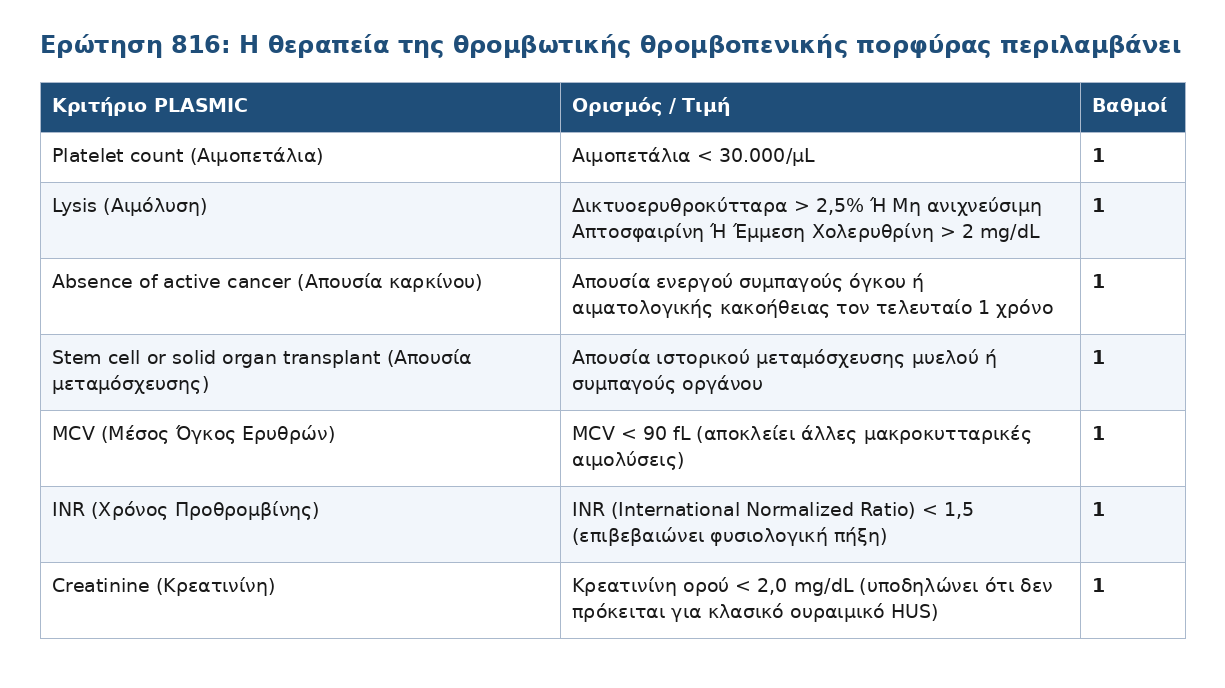 Ερώτηση 816: Η θεραπεία της θρομβωτικής θρομβοπενικής πορφύρας περιλαμβάνει
Κριτήριο PLASMIC Ορισμός / Τιμή Βαθμοί
Platelet count (Αιμοπετάλια) Αιμοπετάλια < 30.000/μL 1
Lysis (Αιμόλυση) Δικτυοερυθροκύτταρα > 2,5% Ή Μη ανιχνεύσιμη 1
Απτοσφαιρίνη Ή Έμμεση Χολερυθρίνη > 2 mg/dL
Absence of active cancer (Απουσία καρκίνου) Απουσία ενεργού συμπαγούς όγκου ή 1
αιματολογικής κακοήθειας τον τελευταίο 1 χρόνο
Stem cell or solid organ transplant (Απουσία Απουσία ιστορικού μεταμόσχευσης μυελού ή 1
μεταμόσχευσης) συμπαγούς οργάνου
MCV (Μέσος Όγκος Ερυθρών) MCV < 90 fL (αποκλείει άλλες μακροκυτταρικές 1
αιμολύσεις)
INR (Χρόνος Προθρομβίνης) INR (International Normalized Ratio) < 1,5 1
(επιβεβαιώνει φυσιολογική πήξη)
Creatinine (Κρεατινίνη) Κρεατινίνη ορού < 2,0 mg/dL (υποδηλώνει ότι δεν 1
πρόκειται για κλασικό ουραιμικό HUS)